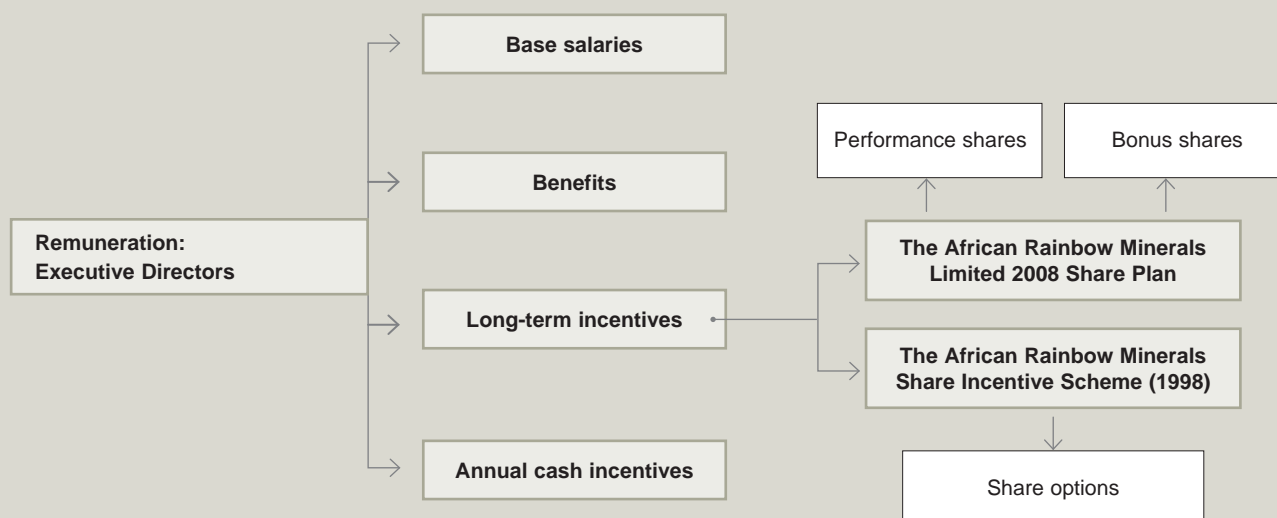 Remuneration:
Executive Directors
Base salaries
Benefits
Long-term incentives
Annual cash incentives
Performance shares
Bonus shares
The African Rainbow Minerals
Limited 2008 Share Plan
The African Rainbow Minerals
Share Incentive Scheme (1998)
Share options